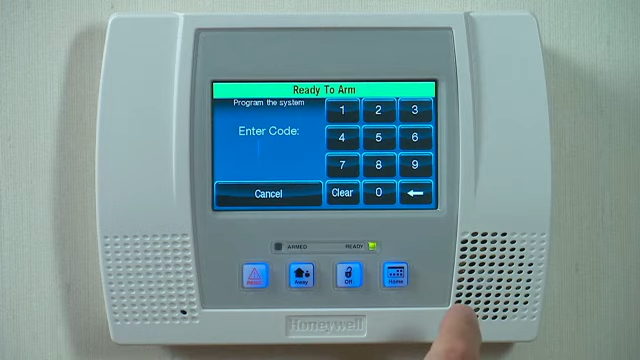 Ready To Arm
Program the system
Enter Code:
1 2 3
4 5 6
7 8 9
Cancel Clear 0
ARMED READY
Away Off Home
Honeywell